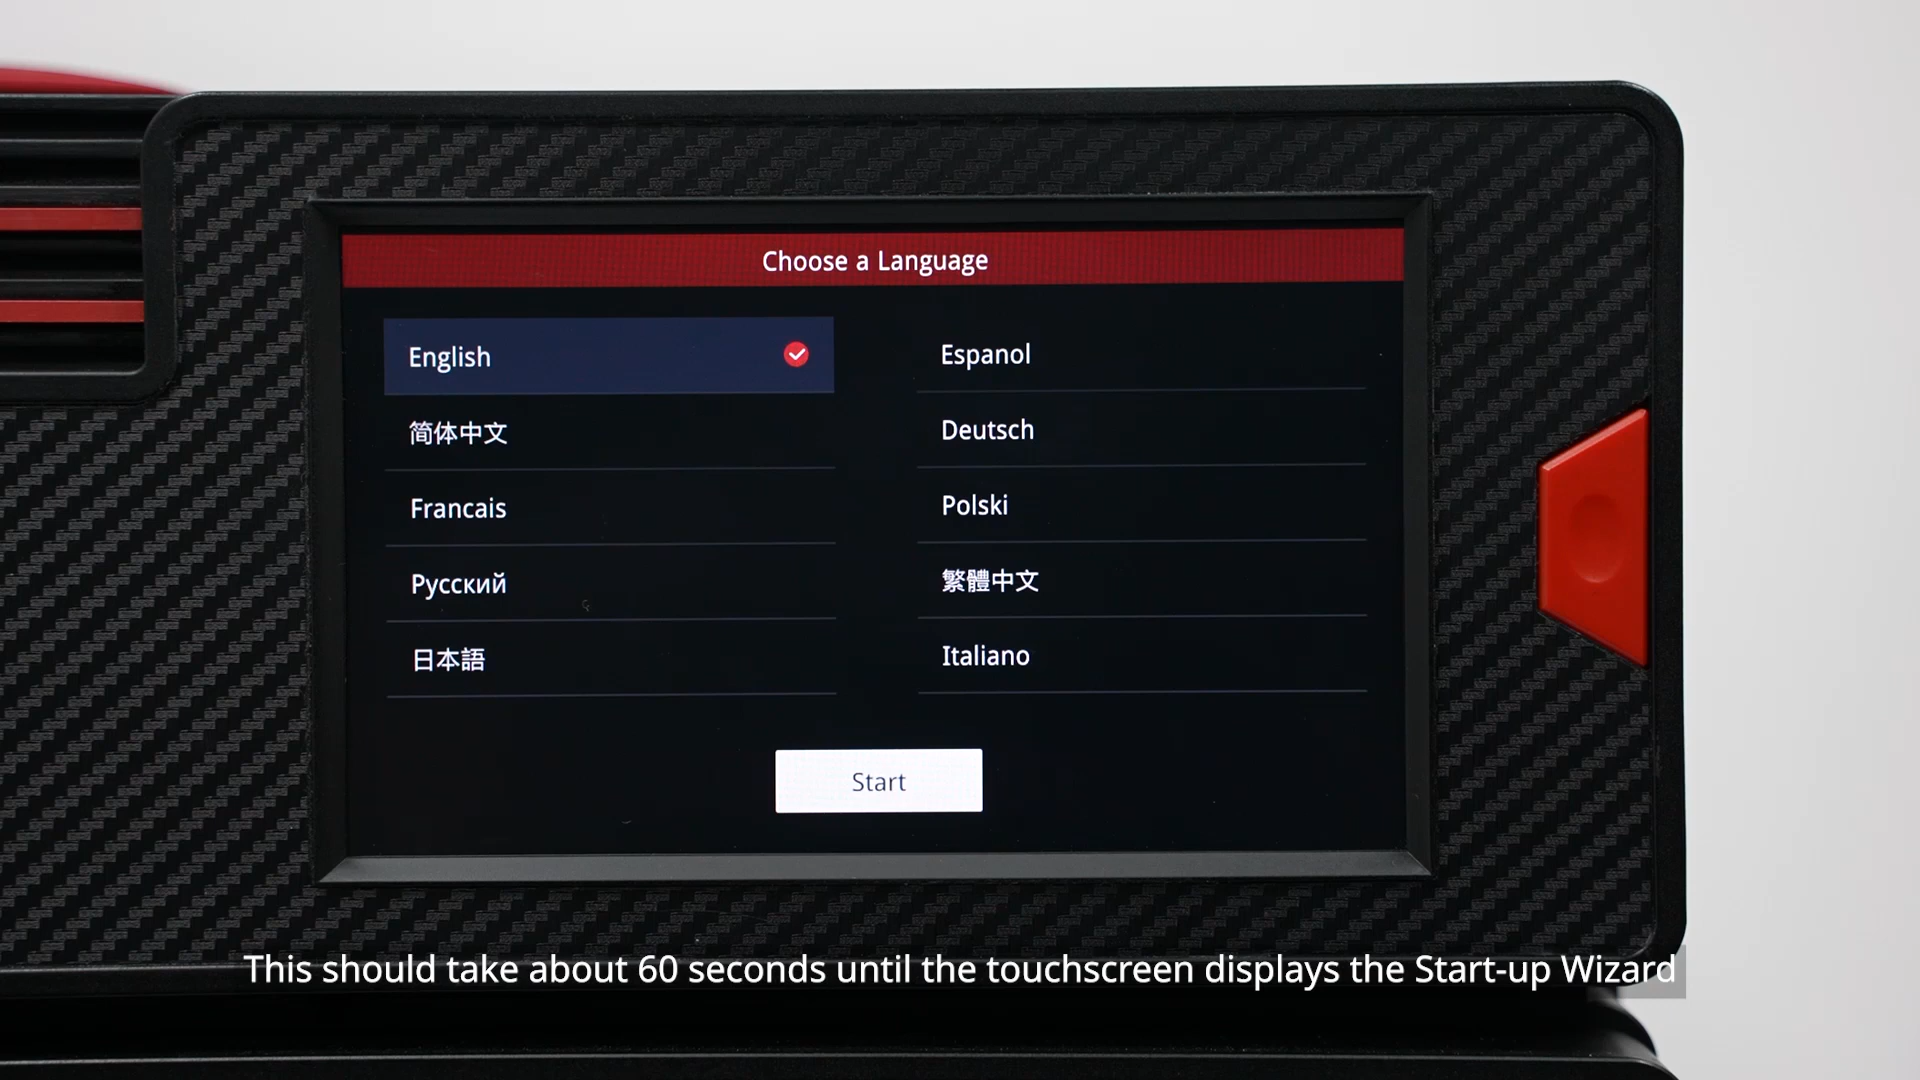 Choose a Language
English
简体中文
Francais
Русский
日本語
Espanol
Deutsch
Polski
繁體中文
Italiano
Start
This should take about 60 seconds until the touchscreen displays the Start-up Wizard